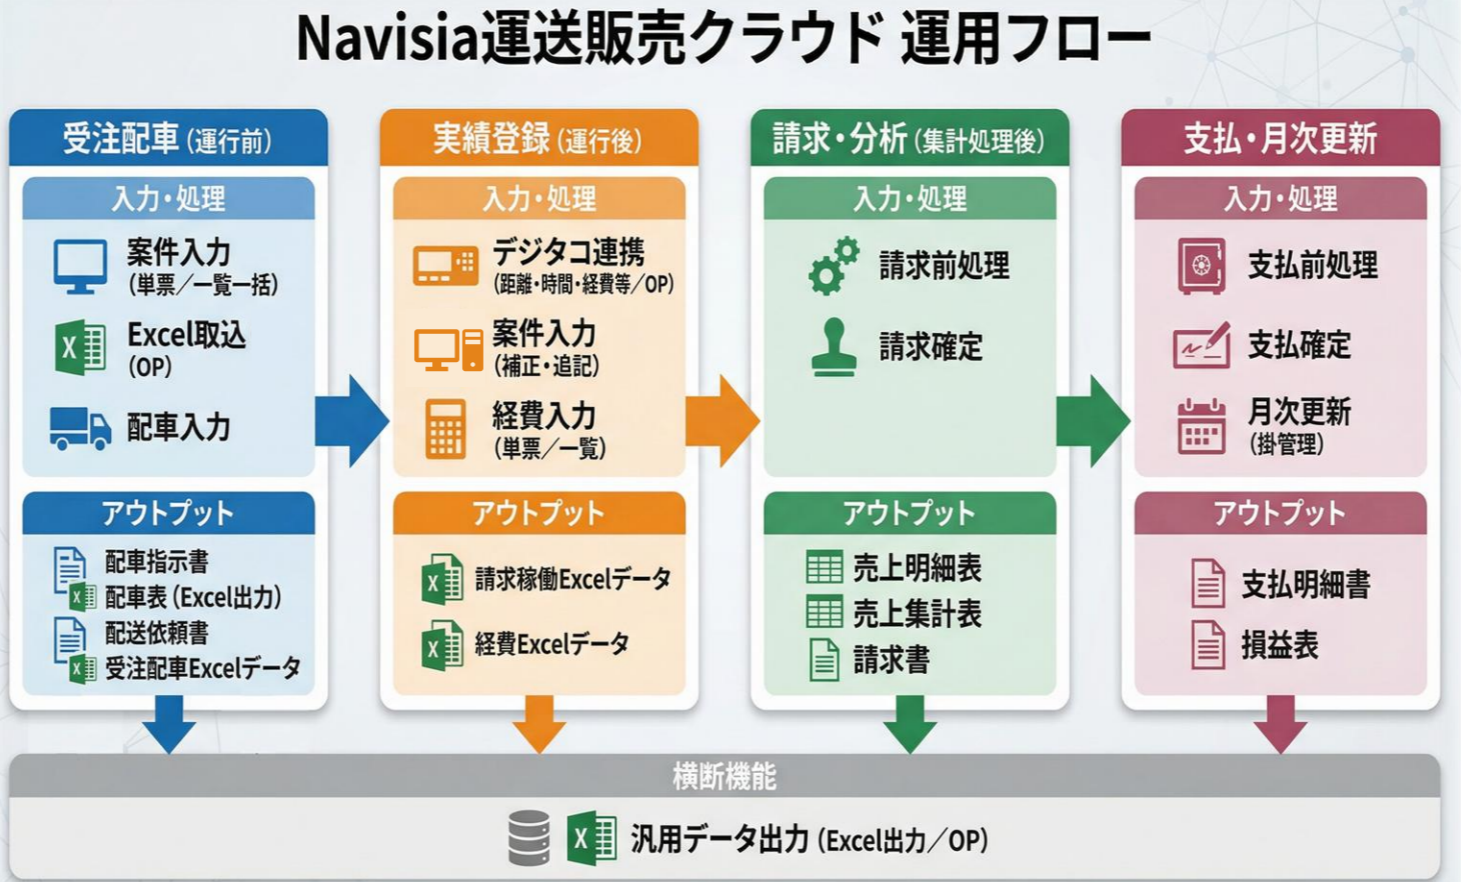 Navisia運送販売クラウド 運用フロー
受注配車（運行前）
入力・処理
案件入力
（単票／一覧一括）
Excel取込
（OP）
配車入力
アウトプット
配車指示書
配車表（Excel出力）
配送依頼書
受注配車Excelデータ
実績登録（運行後）
入力・処理
デジタコ連携
（距離・時間・経費等／OP）
案件入力
（補正・追記）
経費入力
（単票／一覧）
アウトプット
請求稼働Excelデータ
経費Excelデータ
請求・分析（集計処理後）
入力・処理
請求前処理
請求確定
アウトプット
売上明細表
売上集計表
請求書
支払・月次更新
入力・処理
支払前処理
支払確定
月次更新
（掛管理）
アウトプット
支払明細書
損益表
横断機能
汎用データ出力（Excel出力／OP）